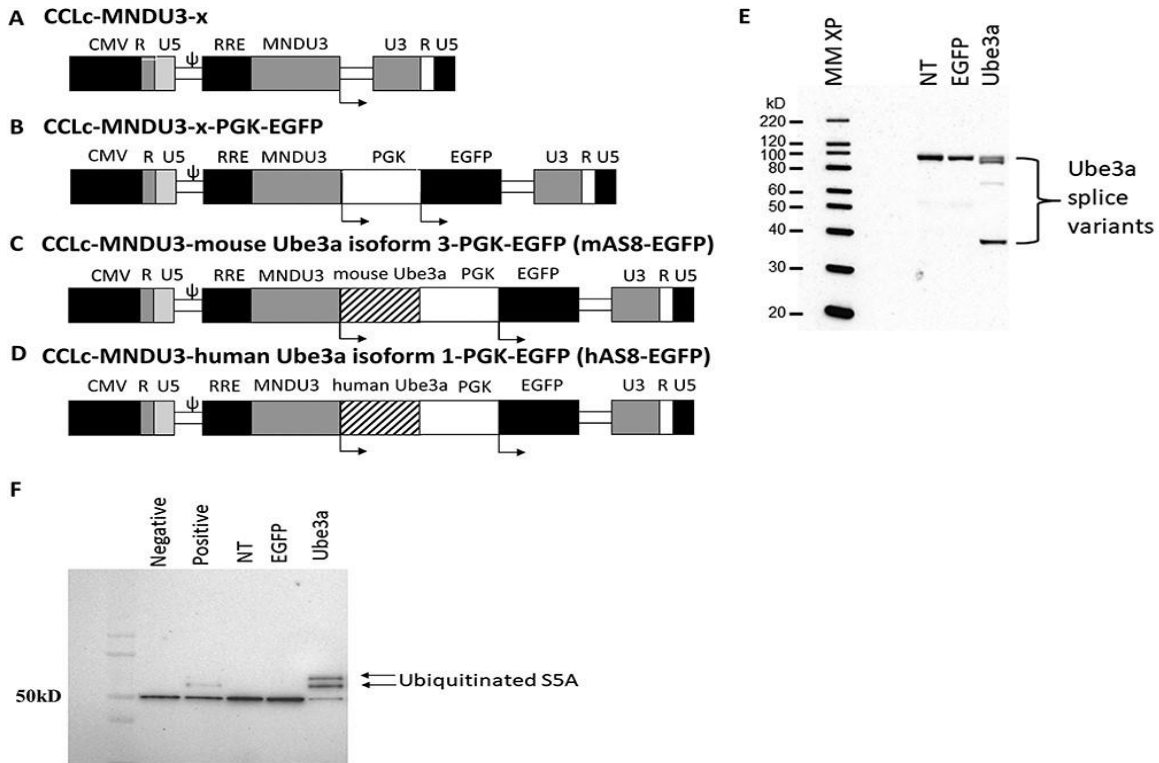 A CCLc-MNDU3-x
CMV R U5 ψ RRE MNDU3 U3 R U5
B CCLc-MNDU3-x-PGK-EGFP
CMV R U5 ψ RRE MNDU3 PGK EGFP U3 R U5
C CCLc-MNDU3-mouse Ube3a isoform 3-PGK-EGFP (mAS8-EGFP)
CMV R U5 ψ RRE MNDU3 mouse Ube3a PGK EGFP U3 R U5
D CCLc-MNDU3-human Ube3a isoform 1-PGK-EGFP (hAS8-EGFP)
CMV R U5 ψ RRE MNDU3 human Ube3a PGK EGFP U3 R U5
E
MM XP
NT
EGFP
Ube3a
kD
220
120
100
80
60
50
40
30
20
Ube3a
splice
variants
F
Negative
Positive
NT
EGFP
Ube3a
50kD
Ubiquitinated S5A